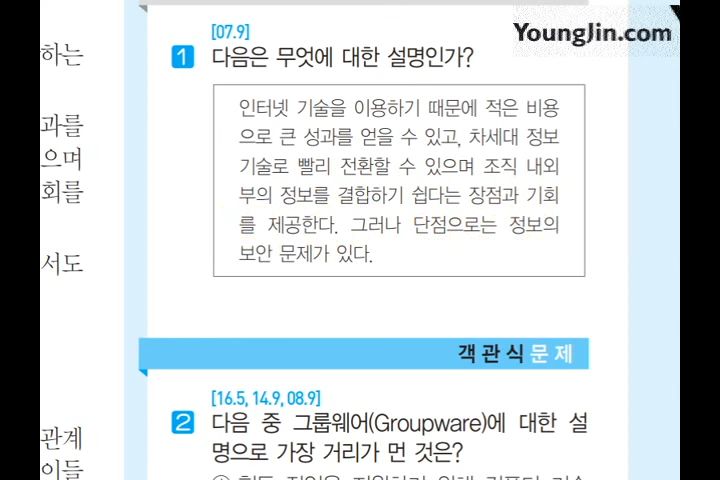 YoungJin.com
하는
과를
으며
회를
서도
관계
이들
[07.9]
1 다음은 무엇에 대한 설명인가?
인터넷 기술을 이용하기 때문에 적은 비용
으로 큰 성과를 얻을 수 있고, 차세대 정보
기술로 빨리 전환할 수 있으며 조직 내외
부의 정보를 결합하기 쉽다는 장점과 기회
를 제공한다. 그러나 단점으로는 정보의
보안 문제가 있다.
객관식 문제
[16.5, 14.9, 08.9]
2 다음 중 그룹웨어(Groupware)에 대한 설
명으로 가장 거리가 먼 것은?